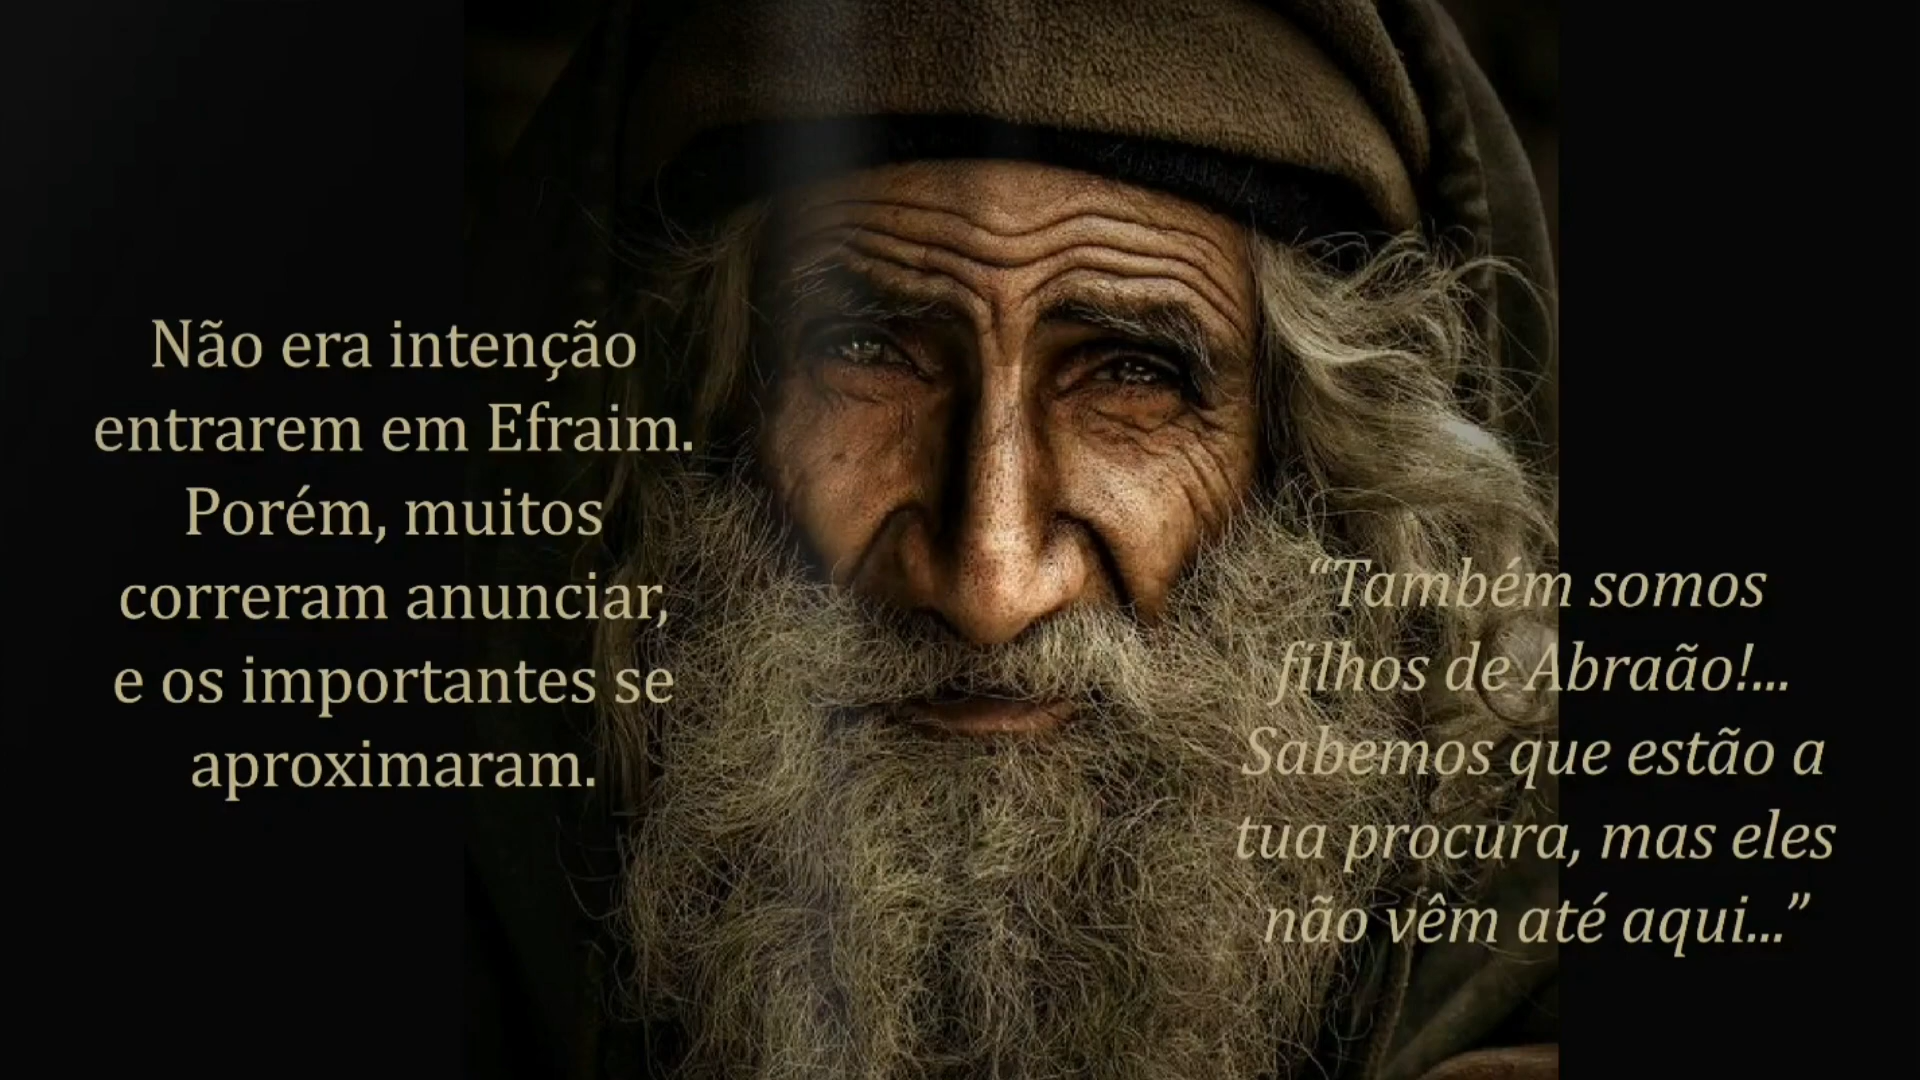 Não era intenção
entrarem em Efraim.
Porém, muitos
correram anunciar,
e os importantes se
aproximaram.
“Também somos
filhos de Abraão!...
Sabemos que estão a
tua procura, mas eles
não vêm até aqui...”